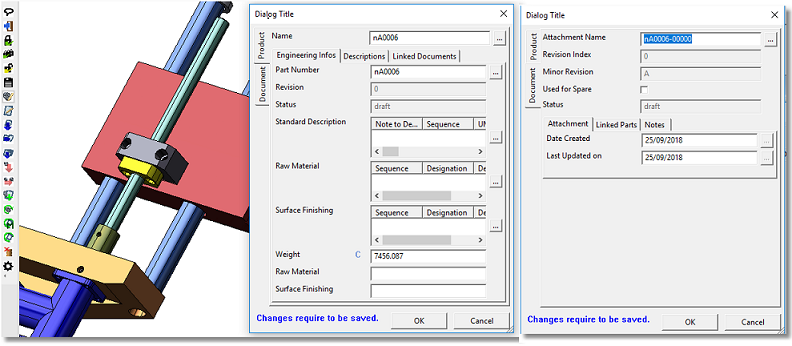 Dialog Title
Product
Document
Name
nA0006
...
Engineering Infos
Descriptions
Linked Documents
Part Number
nA0006
...
Revision
0
Status
draft
Standard Description
Note to De...
Sequence
UM
...
Raw Material
Sequence
Designation
De
...
Surface Finishing
Sequence
Designation
De
...
Weight
C
7456.087
Raw Material
Surface Finishing
Changes require to be saved.
OK
Cancel
Dialog Title
Product
Document
Attachment Name
nA0006-00000
...
Revision Index
0
Minor Revision
A
Used for Spare
Status
draft
Attachment
Linked Parts
Notes
Date Created
25/09/2018
...
Last Updated on
25/09/2018
...
Changes require to be saved.
OK
Cancel